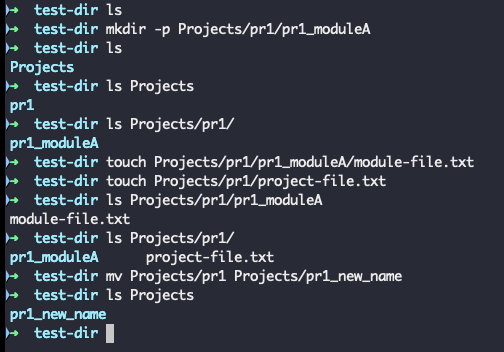 ➜ test-dir ls
➜ test-dir mkdir -p Projects/pr1/pr1_moduleA
➜ test-dir ls
Projects
➜ test-dir ls Projects
pr1
➜ test-dir ls Projects/pr1/
pr1_moduleA
➜ test-dir touch Projects/pr1/pr1_moduleA/module-file.txt
➜ test-dir touch Projects/pr1/project-file.txt
➜ test-dir ls Projects/pr1/pr1_moduleA
module-file.txt
➜ test-dir ls Projects/pr1/
pr1_moduleA      project-file.txt
➜ test-dir mv Projects/pr1 Projects/pr1_new_name
➜ test-dir ls Projects
pr1_new_name
➜ test-dir